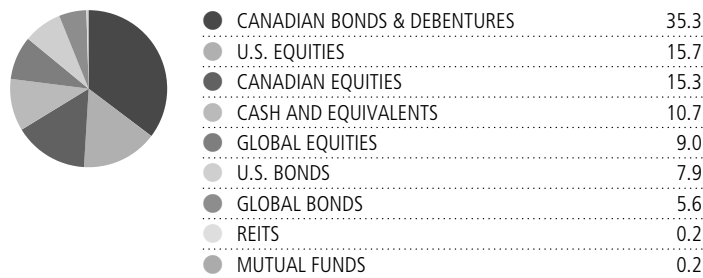 CANADIAN BONDS & DEBENTURES 35.3
U.S. EQUITIES 15.7
CANADIAN EQUITIES 15.3
CASH AND EQUIVALENTS 10.7
GLOBAL EQUITIES 9.0
U.S. BONDS 7.9
GLOBAL BONDS 5.6
REITS 0.2
MUTUAL FUNDS 0.2